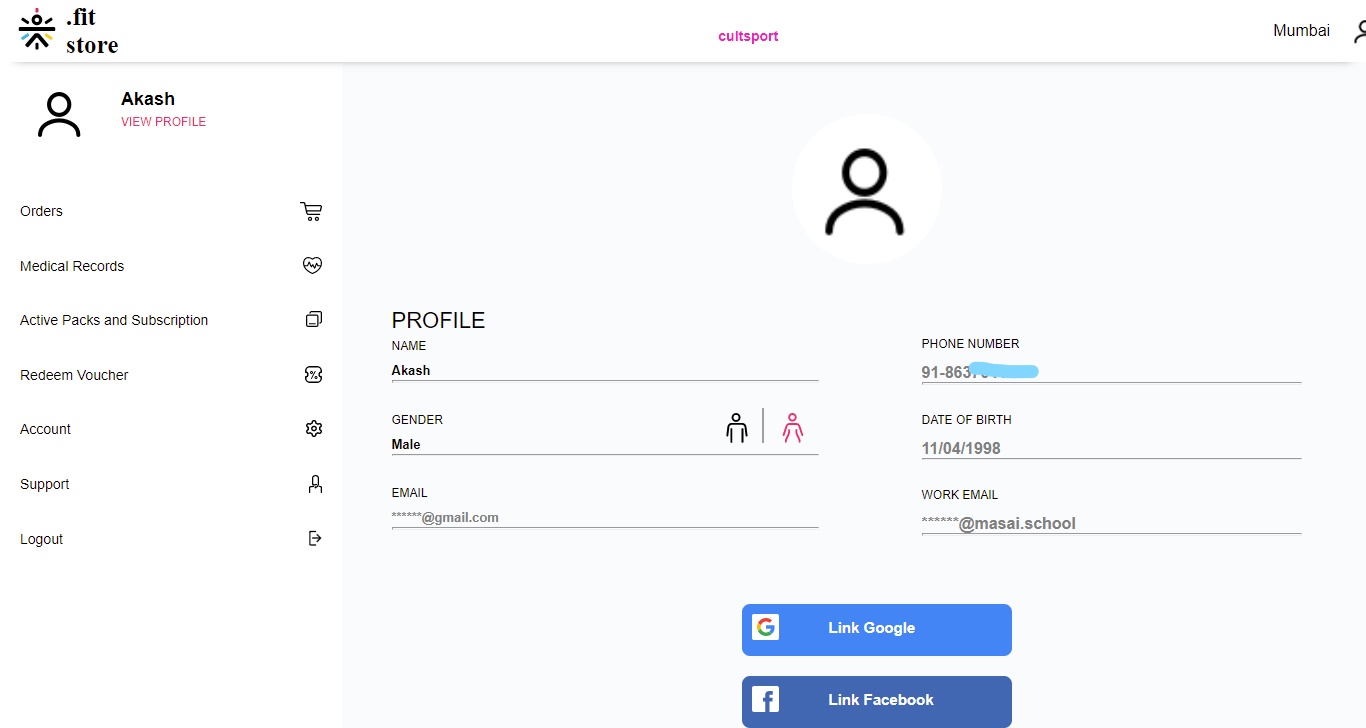 .fit
store
cultsport
Mumbai
Akash
VIEW PROFILE
Orders
Medical Records
Active Packs and Subscription
Redeem Voucher
Account
Support
Logout
PROFILE
NAME
Akash
GENDER
Male
EMAIL
******@gmail.com
PHONE NUMBER
91-863
DATE OF BIRTH
11/04/1998
WORK EMAIL
******@masai.school
Link Google
Link Facebook